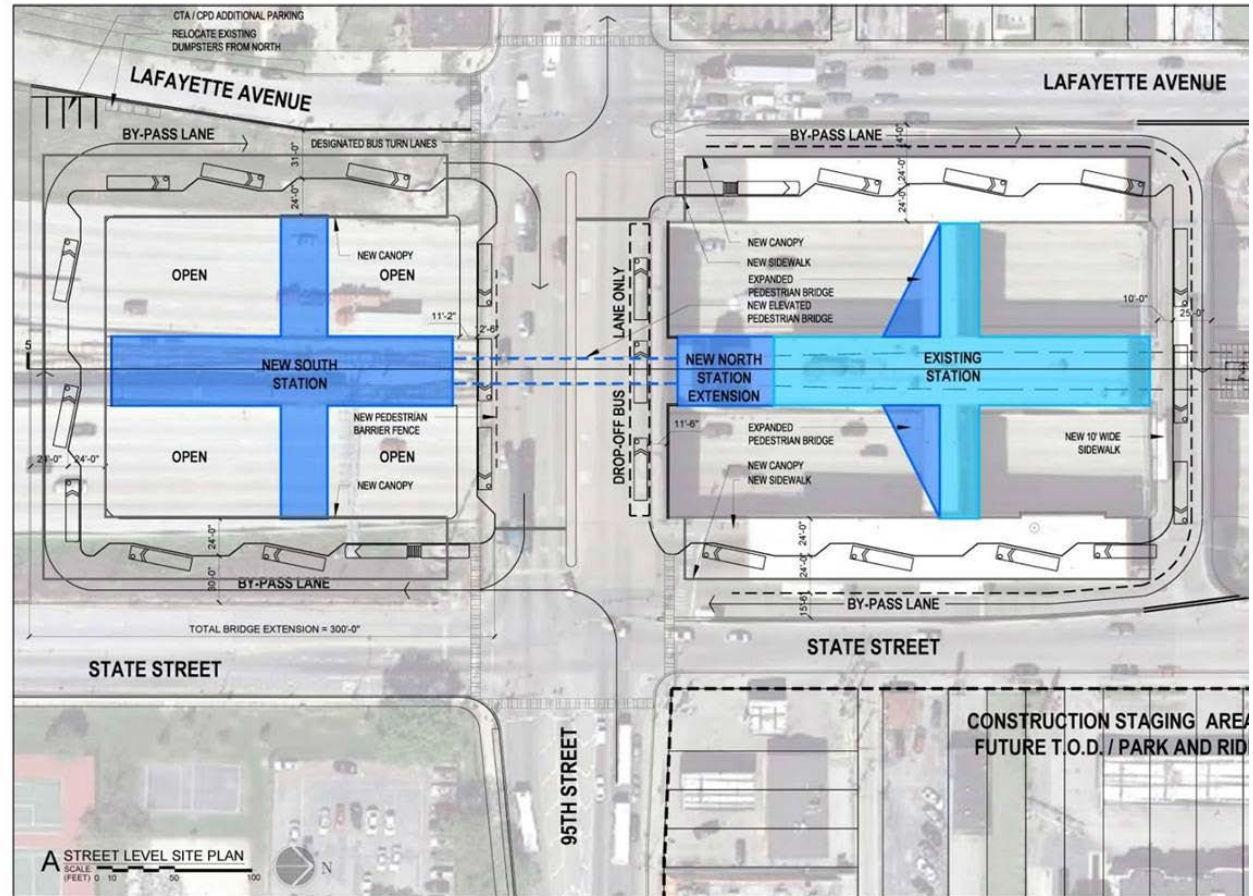 CTA / CPD ADDITIONAL PARKING
RELOCATE EXISTING
DUMPSTERS FROM NORTH
LAFAYETTE AVENUE
LAFAYETTE AVENUE
BY-PASS LANE
DESIGNATED BUS TURN LANES
BY-PASS LANE
31'-0"
24'-0"
24'-0"
24'-0"
NEW CANOPY
OPEN
OPEN
NEW CANOPY
NEW SIDEWALK
EXPANDED
PEDESTRIAN BRIDGE
NEW ELEVATED
PEDESTRIAN BRIDGE
LANE ONLY
DROP-OFF BUS
11'-2"
2'-6"
10'-0"
25'-0"
5
NEW SOUTH
STATION
NEW NORTH
STATION
EXTENSION
EXISTING
STATION
NEW PEDESTRIAN
BARRIER FENCE
11'-6"
EXPANDED
PEDESTRIAN BRIDGE
NEW 10' WIDE
SIDEWALK
OPEN
OPEN
24'-0"
NEW CANOPY
NEW CANOPY
NEW SIDEWALK
24'-0"
30'-0"
24'-0"
24'-0"
15'-6"
BY-PASS LANE
BY-PASS LANE
TOTAL BRIDGE EXTENSION = 300'-0"
STATE STREET
STATE STREET
95TH STREET
CONSTRUCTION STAGING AREA
FUTURE T.O.D. / PARK AND RID
A STREET LEVEL SITE PLAN
SCALE
(FEET) 0 10 50 100
N